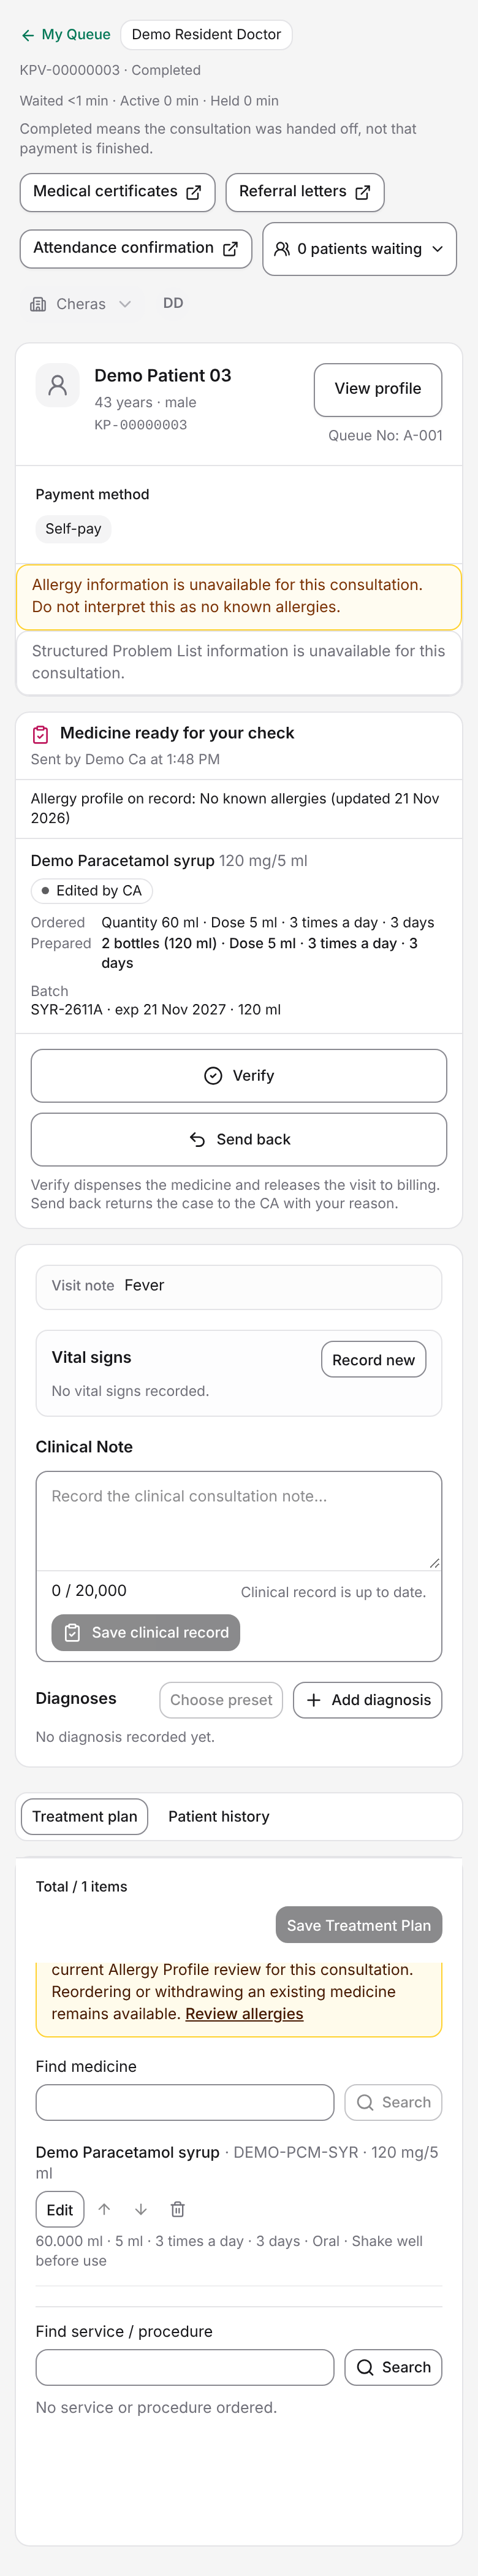 My Queue
Demo Resident Doctor
KPV-00000003 · Completed
Waited <1 min · Active 0 min · Held 0 min
Completed means the consultation was handed off, not that
payment is finished.
Medical certificates
Referral letters
Attendance confirmation
0 patients waiting
Cheras
DD
Demo Patient 03
43 years · male
KP-00000003
View profile
Queue No: A-001
Payment method
Self-pay
Allergy information is unavailable for this consultation.
Do not interpret this as no known allergies.
Structured Problem List information is unavailable for this
consultation.
Medicine ready for your check
Sent by Demo Ca at 1:48 PM
Allergy profile on record: No known allergies (updated 21 Nov
2026)
Demo Paracetamol syrup 120 mg/5 ml
Edited by CA
Ordered Quantity 60 ml · Dose 5 ml · 3 times a day · 3 days
Prepared 2 bottles (120 ml) · Dose 5 ml · 3 times a day · 3
days
Batch
SYR-2611A · exp 21 Nov 2027 · 120 ml
Verify
Send back
Verify dispenses the medicine and releases the visit to billing.
Send back returns the case to the CA with your reason.
Visit note Fever
Vital signs
Record new
No vital signs recorded.
Clinical Note
Record the clinical consultation note...
0 / 20,000
Clinical record is up to date.
Save clinical record
Diagnoses
Choose preset
Add diagnosis
No diagnosis recorded yet.
Treatment plan
Patient history
Total / 1 items
Save Treatment Plan
current Allergy Profile review for this consultation.
Reordering or withdrawing an existing medicine
remains available. Review allergies
Find medicine
Search
Demo Paracetamol syrup · DEMO-PCM-SYR · 120 mg/5
ml
Edit
60.000 ml · 5 ml · 3 times a day · 3 days · Oral · Shake well
before use
Find service / procedure
Search
No service or procedure ordered.